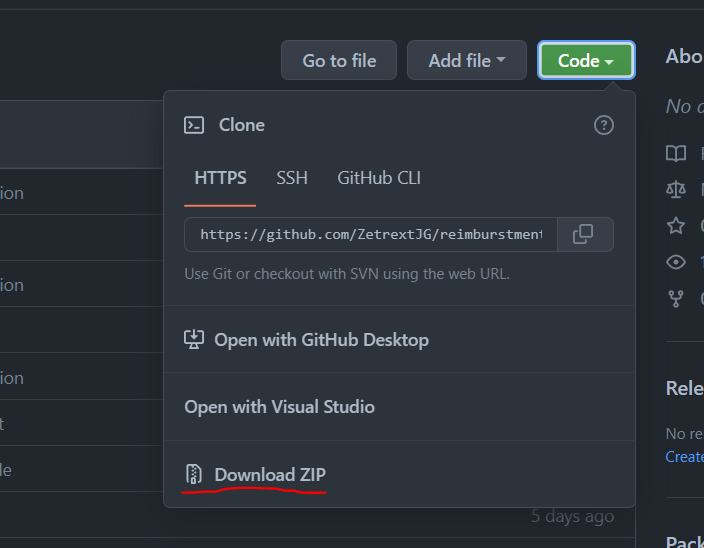 Go to file
Add file
Code
Clone
HTTPS
SSH
GitHub CLI
https://github.com/ZetrextJG/reimburstment
Use Git or checkout with SVN using the web URL.
Open with GitHub Desktop
Open with Visual Studio
Download ZIP
5 days ago
Abo
No
ion
ion
ion
t
le
Rele
No re
Create
Pack